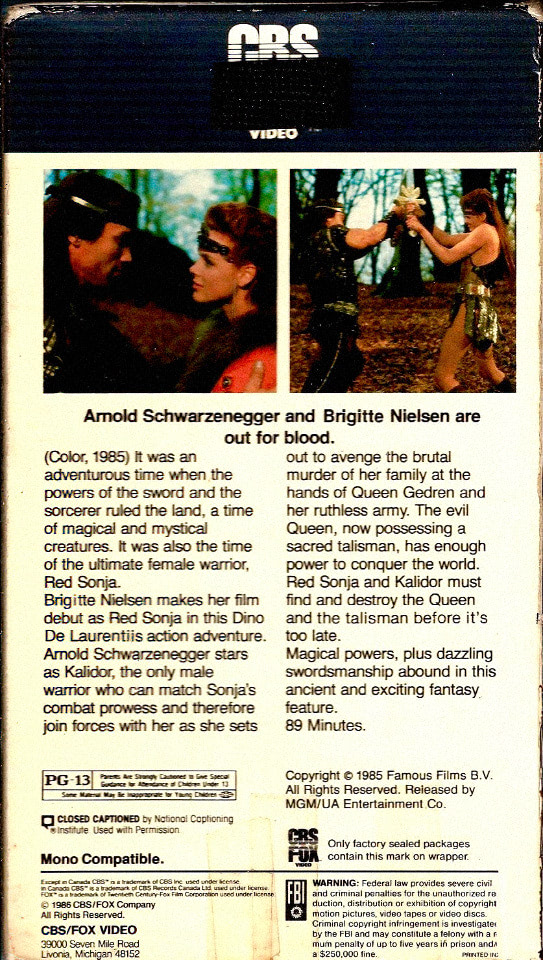 CBS
VIDEO
Arnold Schwarzenegger and Brigitte Nielsen are
out for blood.
(Color, 1985) It was an
adventurous time when the
powers of the sword and the
sorcerer ruled the land, a time
of magical and mystical
creatures. It was also the time
of the ultimate female warrior,
Red Sonja.
Brigitte Nielsen makes her film
debut as Red Sonja in this Dino
De Laurentiis action adventure.
Arnold Schwarzenegger stars
as Kalidor, the only male
warrior who can match Sonja's
combat prowess and therefore
join forces with her as she sets
out to avenge the brutal
murder of her family at the
hands of Queen Gedren and
her ruthless army. The evil
Queen, now possessing a
sacred talisman, has enough
power to conquer the world.
Red Sonja and Kalidor must
find and destroy the Queen
and the talisman before it's
too late.
Magical powers, plus dazzling
swordsmanship abound in this
ancient and exciting fantasy
feature.
89 Minutes.
PG-13 Parents Are Strongly Cautioned to Give Special
Guidance for Attendance of Children Under 13
Some Material May Be Inappropriate for Young Children
CLOSED CAPTIONED by National Captioning
® Institute Used with Permission
Mono Compatible.
Except in Canada CBS™ is a trademark of CBS Inc. used under license.
In Canada CBS™ is a trademark of CBS Records Canada Ltd. used under license.
FOX™ is a trademark of Twentieth Century-Fox Film Corporation used under license.
© 1986 CBS/FOX Company
All Rights Reserved.
CBS/FOX VIDEO
39000 Seven Mile Road
Livonia, Michigan 48152
Copyright © 1985 Famous Films B.V.
All Rights Reserved. Released by
MGM/UA Entertainment Co.
CBS
FOX
VIDEO
Only factory sealed packages
contain this mark on wrapper.
FBI
WARNING: Federal law provides severe civil
and criminal penalties for the unauthorized re
duction, distribution or exhibition of copyright
motion pictures, video tapes or video discs.
Criminal copyright infringement is investigate
by the FBI and may constitute a felony with a
mum penalty of up to five years in prison and/
a $250,000 fine.
PRINTED IN